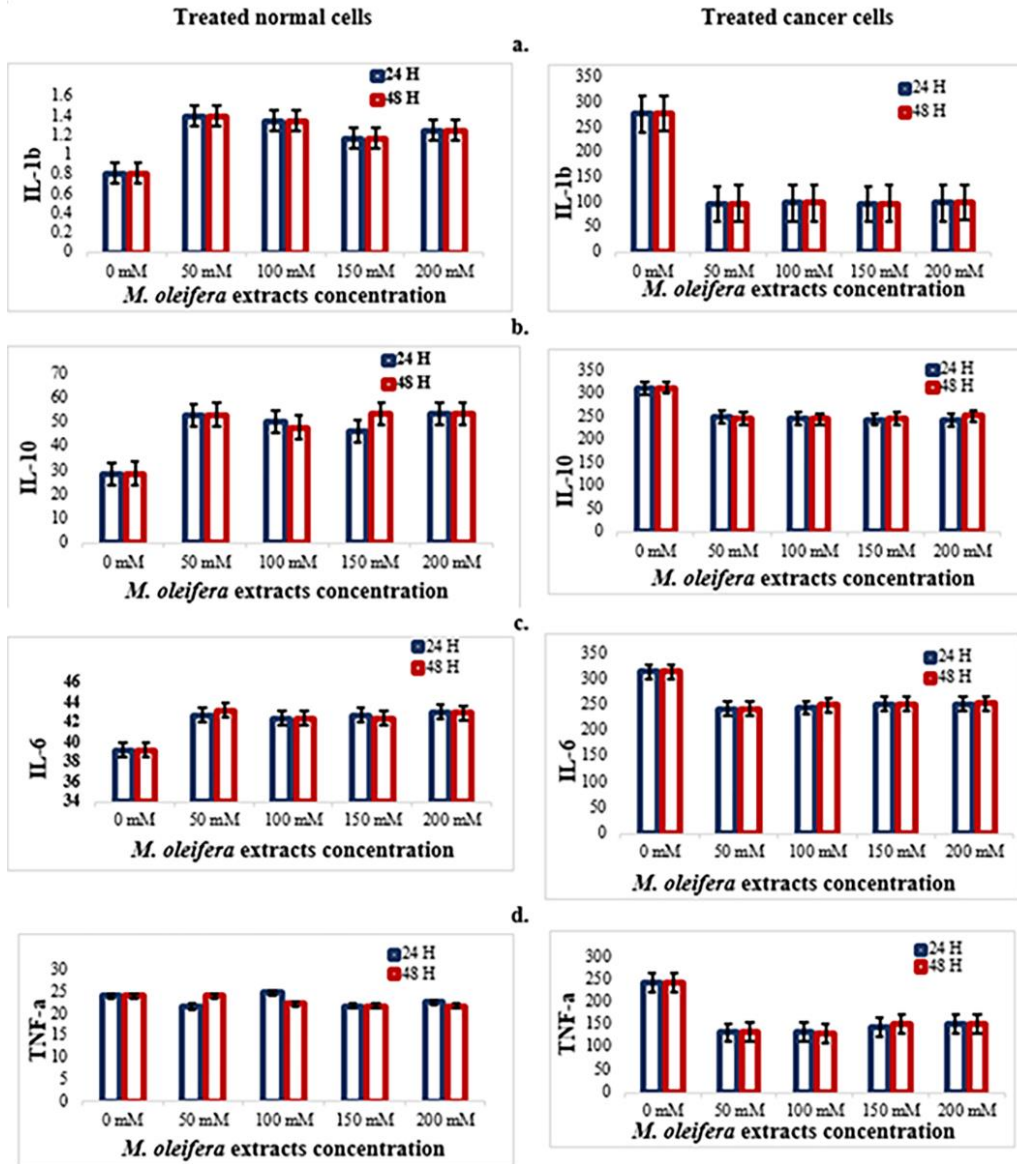 Treated normal cells
Treated cancer cells
a.
24 H
48 H
1.6
1.4
1.2
1
0.8
0.6
0.4
0.2
0
IL-1b
0 mM 50 mM 100 mM 150 mM 200 mM
M. oleifera extracts concentration
24 H
48 H
350
300
250
200
150
100
50
0
IL-1b
0 mM 50 mM 100 mM 150 mM 200 mM
M. oleifera extracts concentration
b.
24 H
48 H
70
60
50
40
30
20
10
0
IL-10
0 mM 50 mM 100 mM 150 mM 200 mM
M. oleifera extracts concentration
24 H
48 H
350
300
250
200
150
100
50
0
IL-10
0 mM 50 mM 100 mM 150 mM 200 mM
M. oleifera extracts concentration
c.
24 H
48 H
46
44
42
40
38
36
34
IL-6
0 mM 50 mM 100 mM 150 mM 200 mM
M. oleifera extracts concentration
24 H
48 H
350
300
250
200
150
100
50
0
IL-6
0 mM 50 mM 100 mM 150 mM 200 mM
M. oleifera extracts concentration
d.
24 H
48 H
30
25
20
15
10
5
0
TNF-a
0 mM 50 mM 100 mM 150 mM 200 mM
M. oleifera extracts concentration
24 H
48 H
300
250
200
150
100
50
0
TNF-a
0 mM 50 mM 100 mM 150 mM 200 mM
M. oleifera extracts concentration